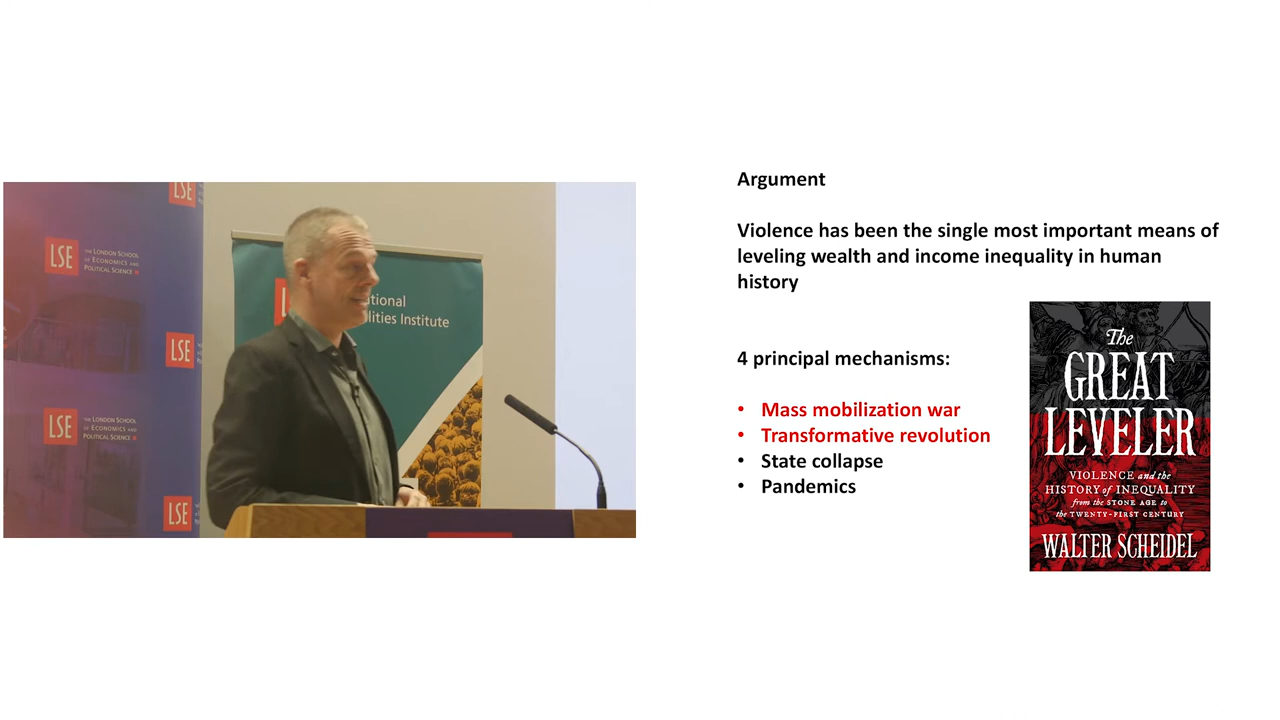 LSE
LSE
THE LONDON SCHOOL
OF ECONOMICS AND
POLITICAL SCIENCE
LSE
LSE
THE LONDON SCHOOL
OF ECONOMICS AND
POLITICAL SCIENCE
LSE
Institute
Argument
Violence has been the single most important means of
leveling wealth and income inequality in human
history
4 principal mechanisms:
• Mass mobilization war
• Transformative revolution
• State collapse
• Pandemics
The
GREAT
LEVELER
VIOLENCE and the
HISTORY of INEQUALITY
from the STONE AGE to
the TWENTY-FIRST CENTURY
WALTER SCHEIDEL